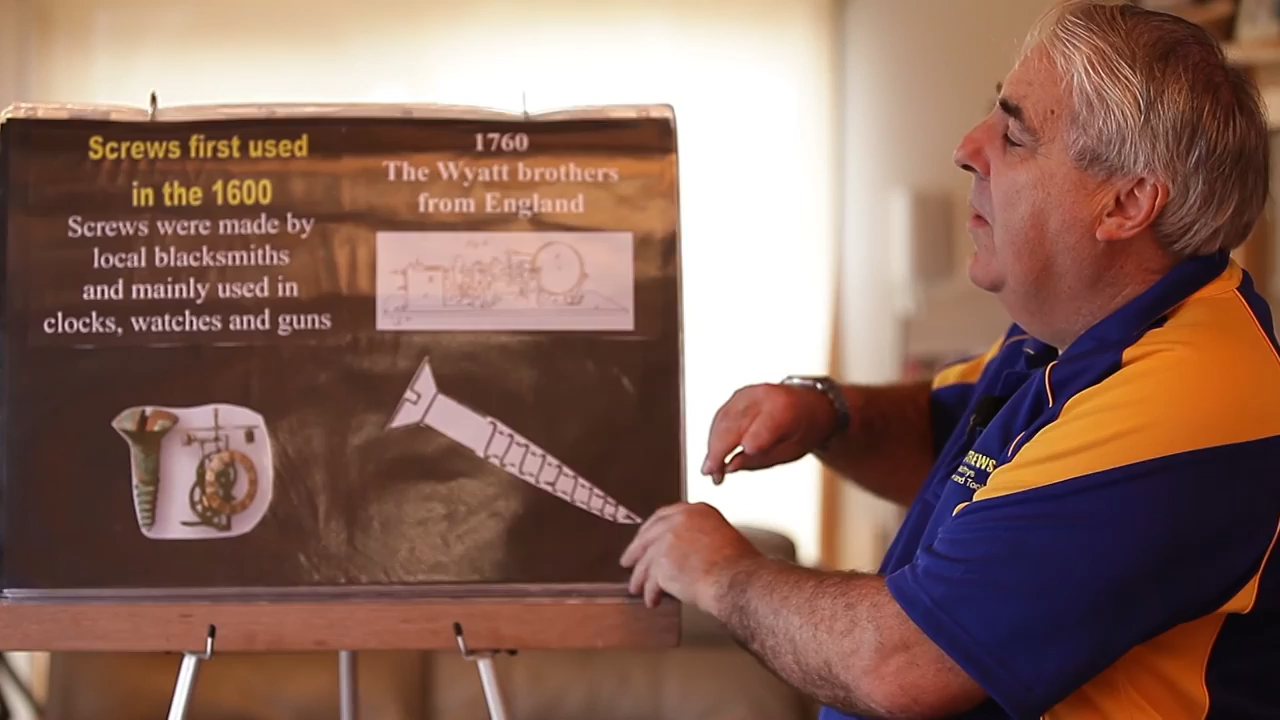 Screws first used
in the 1600
Screws were made by
local blacksmiths
and mainly used in
clocks, watches and guns
1760
The Wyatt brothers
from England